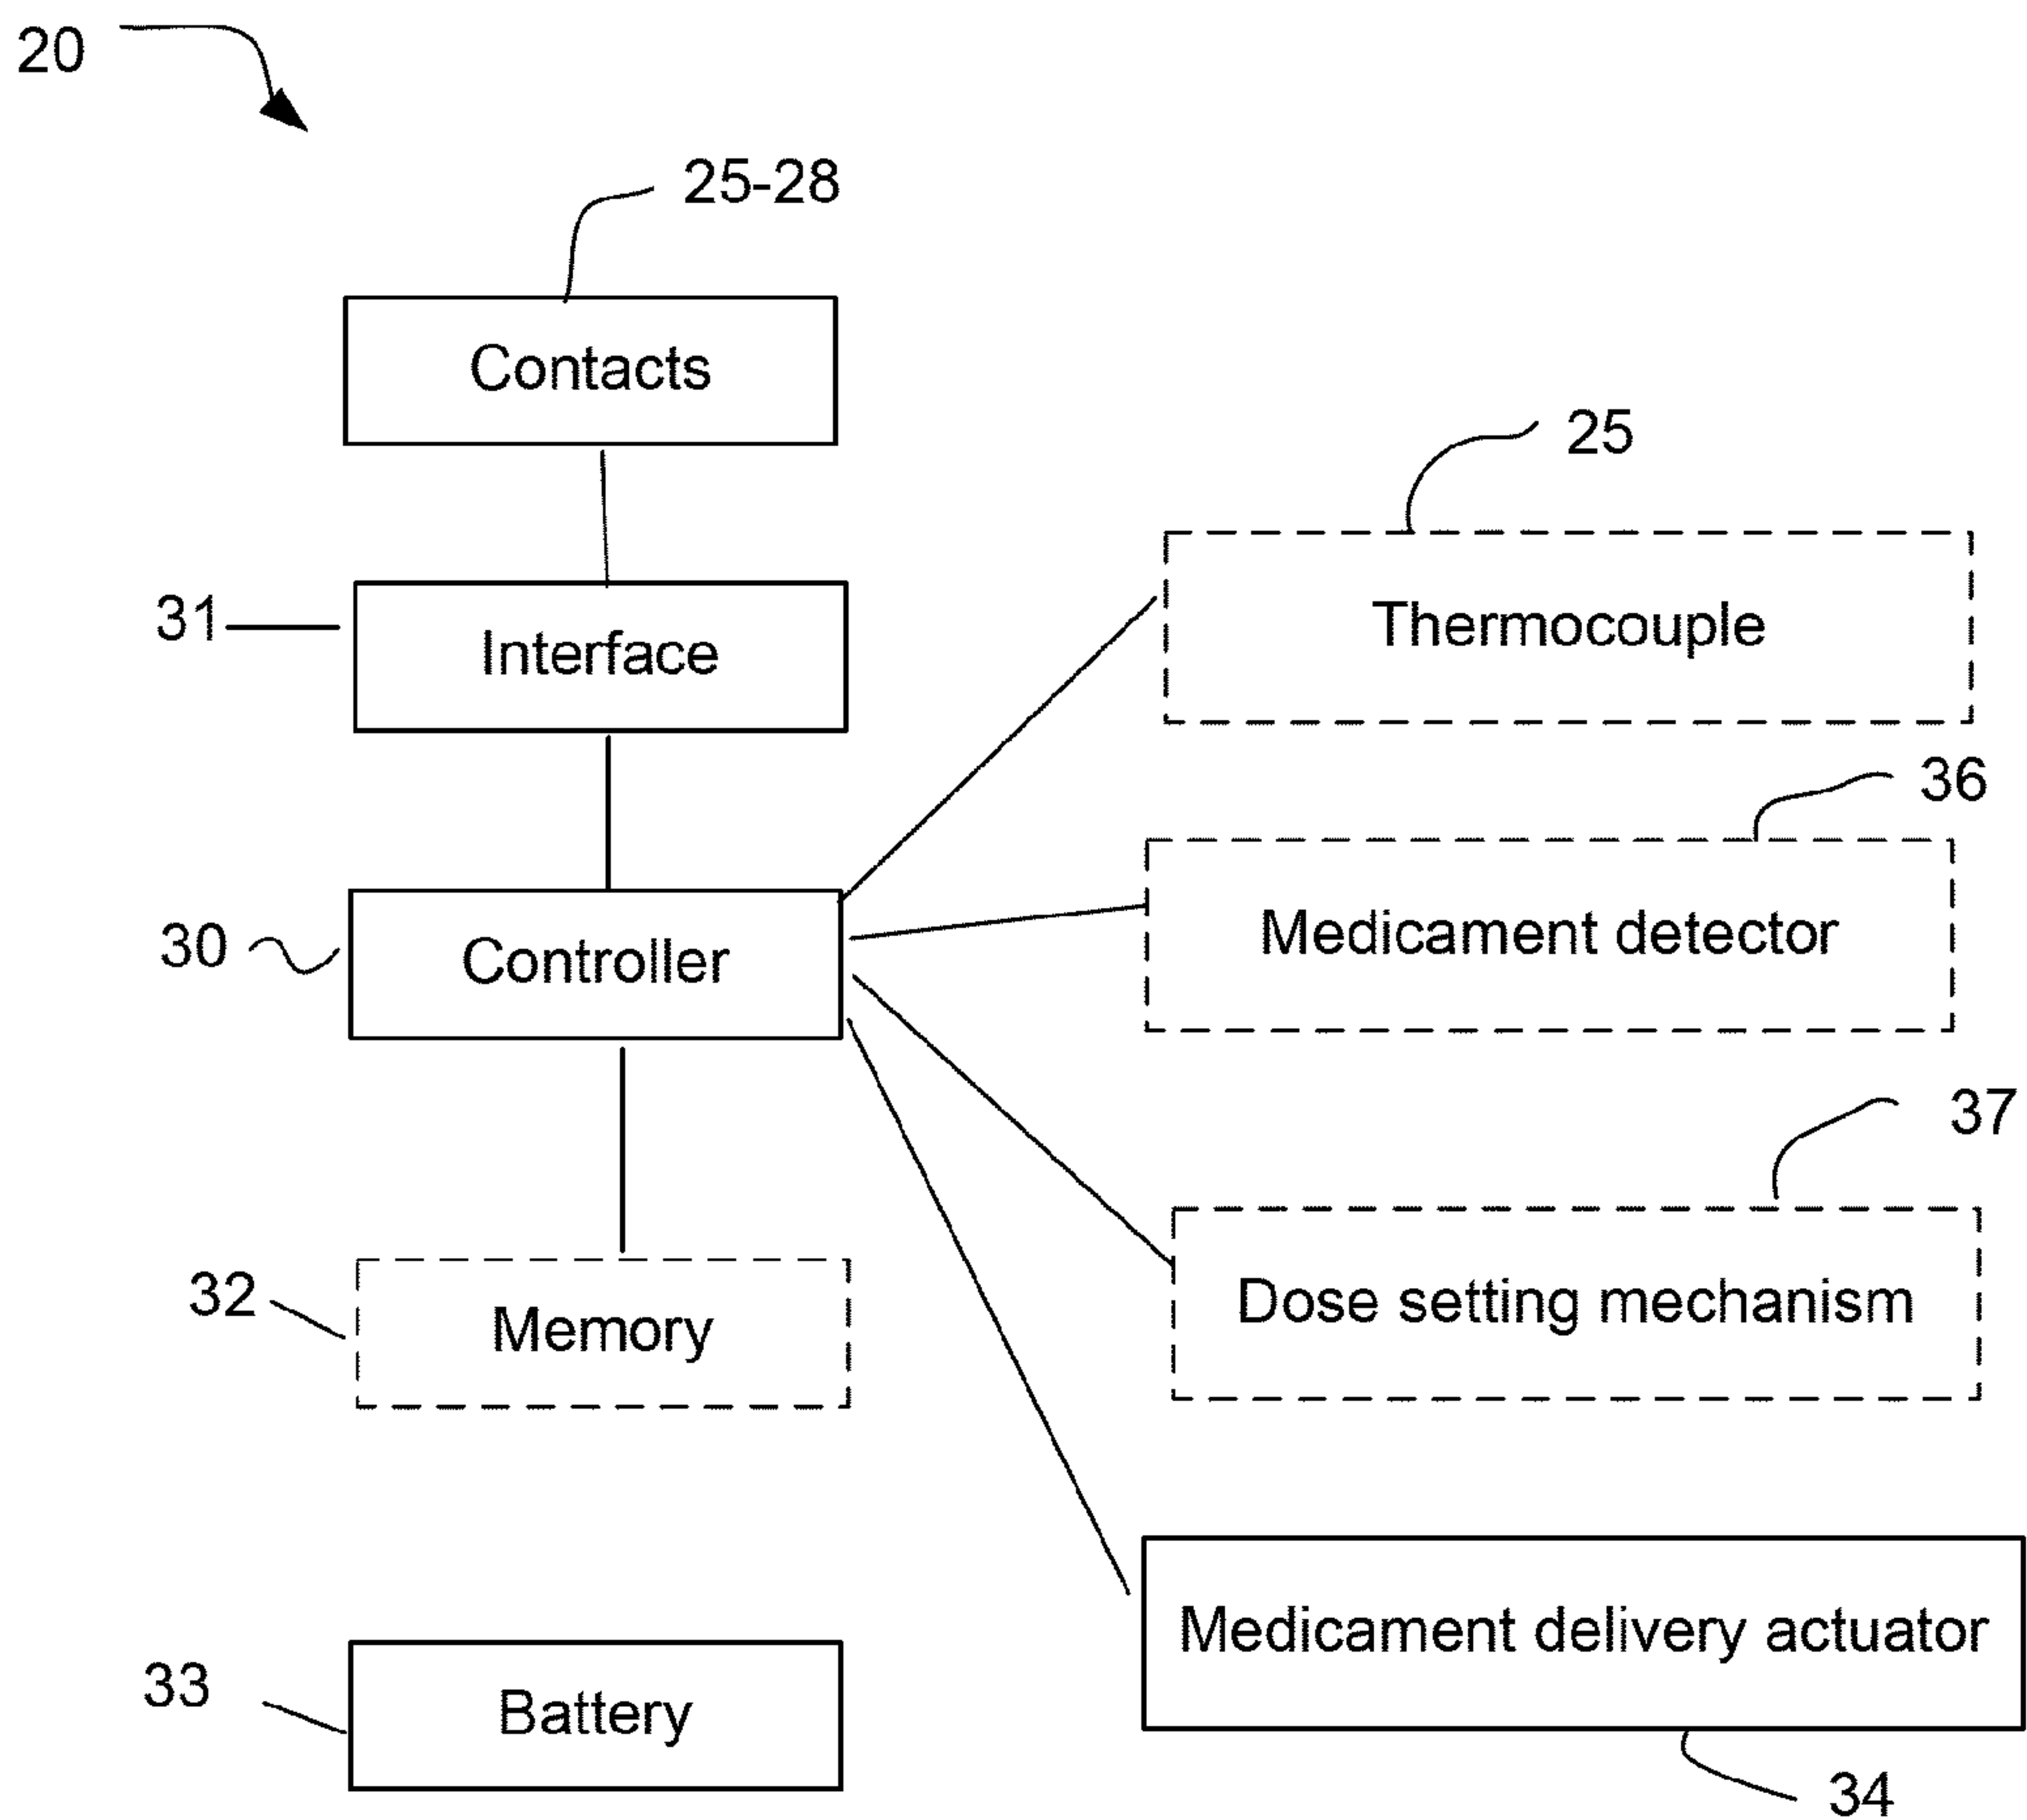 20
25-28
Contacts
25
31
Interface
Thermocouple
36
30
Controller
Medicament detector
37
32
Memory
Dose setting mechanism
33
Battery
Medicament delivery actuator
34